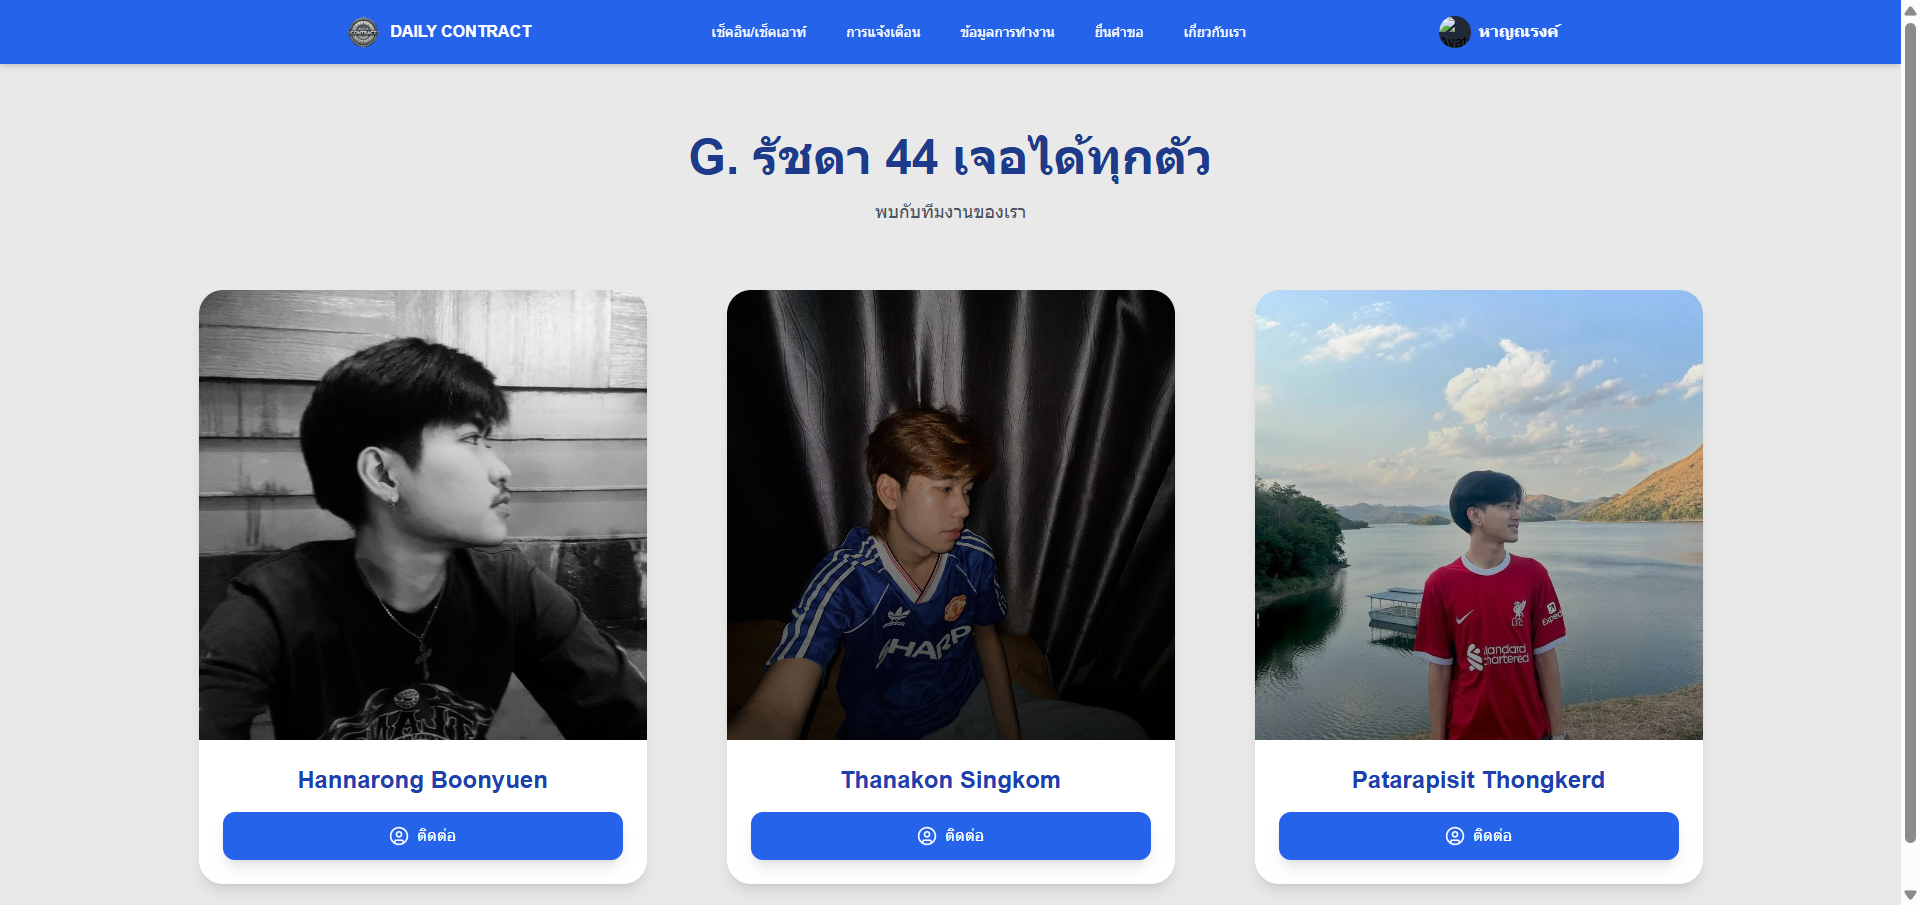 DAILY CONTRACT
เช็คอิน/เช็คเอาท์ การแจ้งเตือน ข้อมูลการทำงาน ยื่นคำขอ เกี่ยวกับเรา
หาญณรงค์
G. รัชดา 44 เจอได้ทุกตัว
พบกับทีมงานของเรา
adidas
SHARP
LFC
Standard
Chartered
Hannarong Boonyuen
ติดต่อ
Thanakon Singkom
ติดต่อ
Patarapisit Thongkerd
ติดต่อ